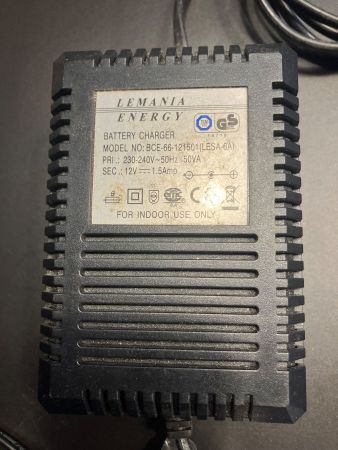 LEMANIA
ENERGY
BATTERY CHARGER
MODEL NO: BCE-66-121501(LESA-6A)
PRI.: 230-240V~50Hz 50VA
SEC.: 12V⎓1.5Amp
FOR INDOOR USE ONLY